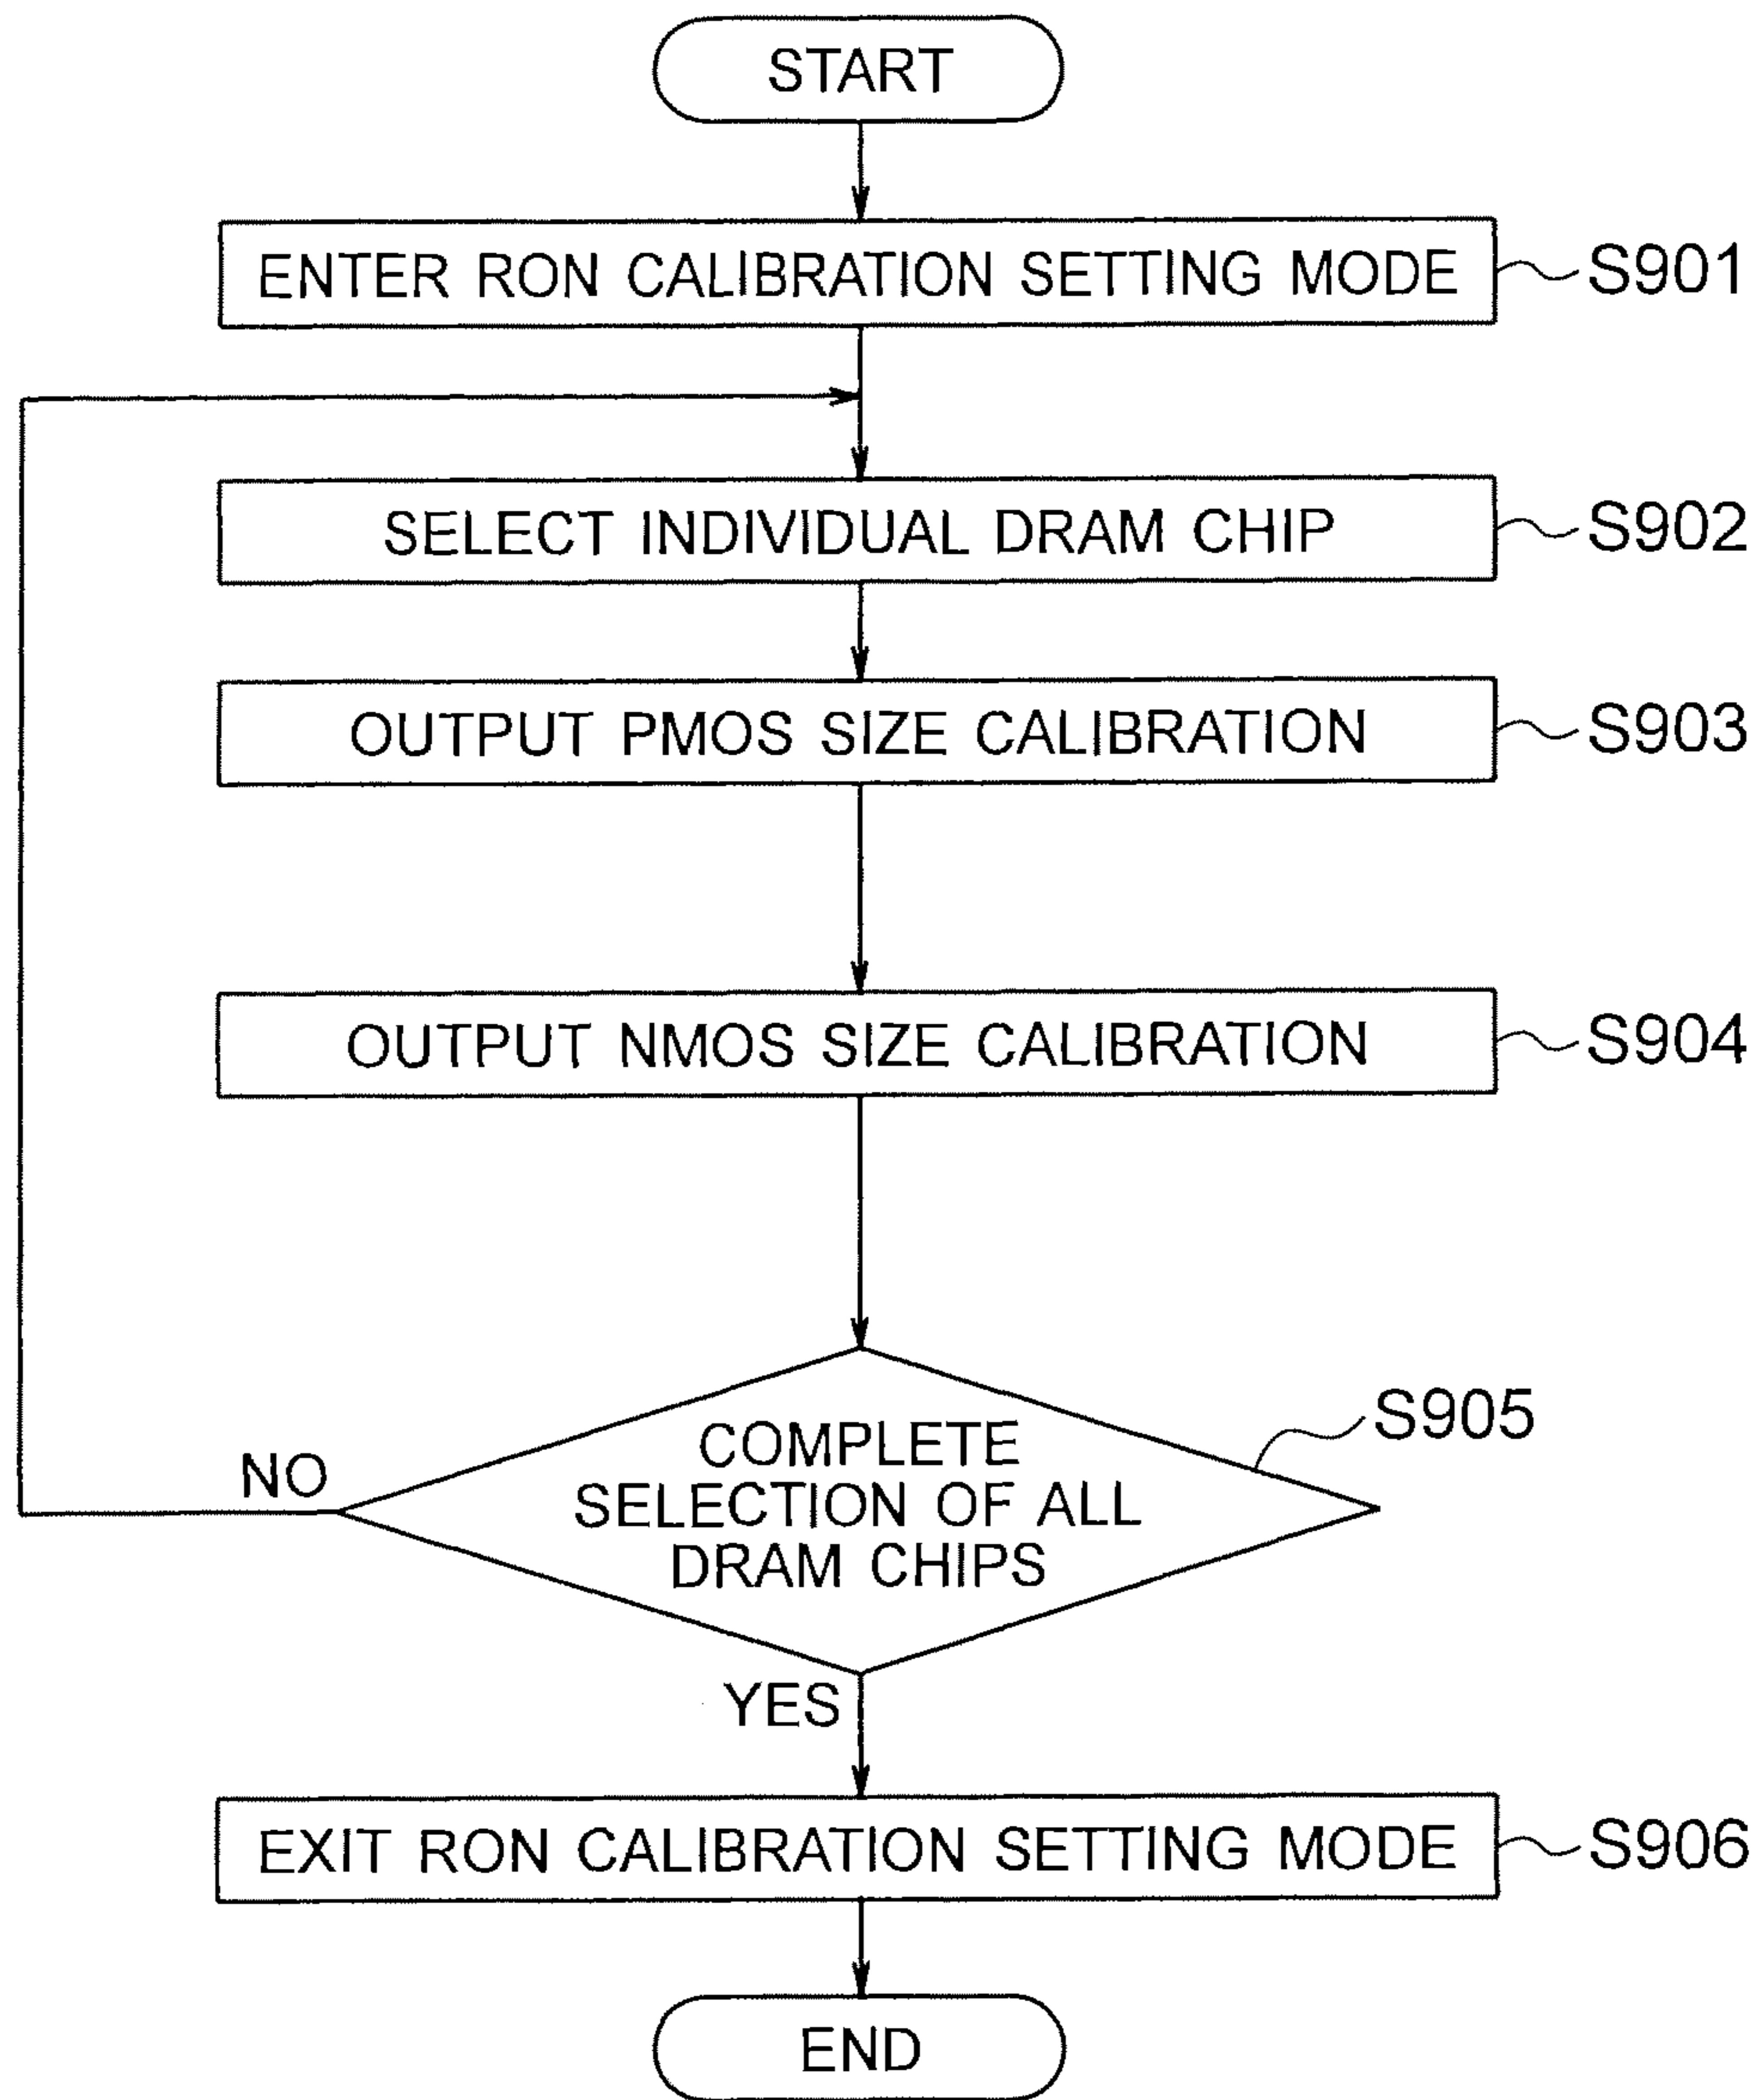 START
ENTER RON CALIBRATION SETTING MODE
S901
SELECT INDIVIDUAL DRAM CHIP
S902
OUTPUT PMOS SIZE CALIBRATION
S903
OUTPUT NMOS SIZE CALIBRATION
S904
COMPLETE
SELECTION OF ALL
DRAM CHIPS
S905
NO
YES
EXIT RON CALIBRATION SETTING MODE
S906
END